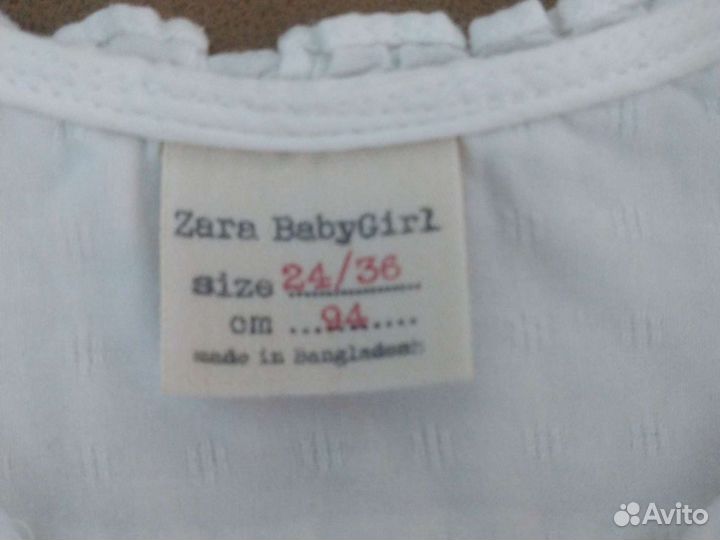 Zara BabyGirl
size 24/36
cm ...94....
made in Bangladesh
Avito